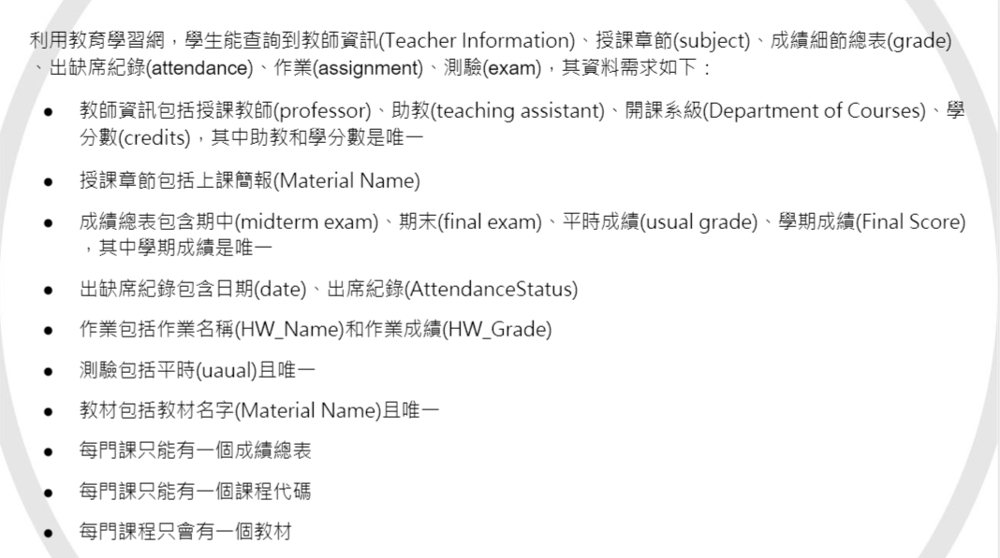 利用教育學習網，學生能查詢到教師資訊(Teacher Information)、授課章節(subject)、成績細節總表(grade)
、出缺席紀錄(attendance)、作業(assignment)、測驗(exam)，其資料需求如下：
● 教師資訊包括授課教師(professor)、助教(teaching assistant)、開課系級(Department of Courses)、學
分數(credits)，其中助教和學分數是唯一
● 授課章節包括上課簡報(Material Name)
● 成績總表包含期中(midterm exam)、期末(final exam)、平時成績(usual grade)、學期成績(Final Score)
，其中學期成績是唯一
● 出缺席紀錄包含日期(date)、出席紀錄(AttendanceStatus)
● 作業包括作業名稱(HW_Name)和作業成績(HW_Grade)
● 測驗包括平時(uaual)且唯一
● 教材包括教材名字(Material Name)且唯一
● 每門課只能有一個成績總表
● 每門課只能有一個課程代碼
● 每門課程只會有一個教材